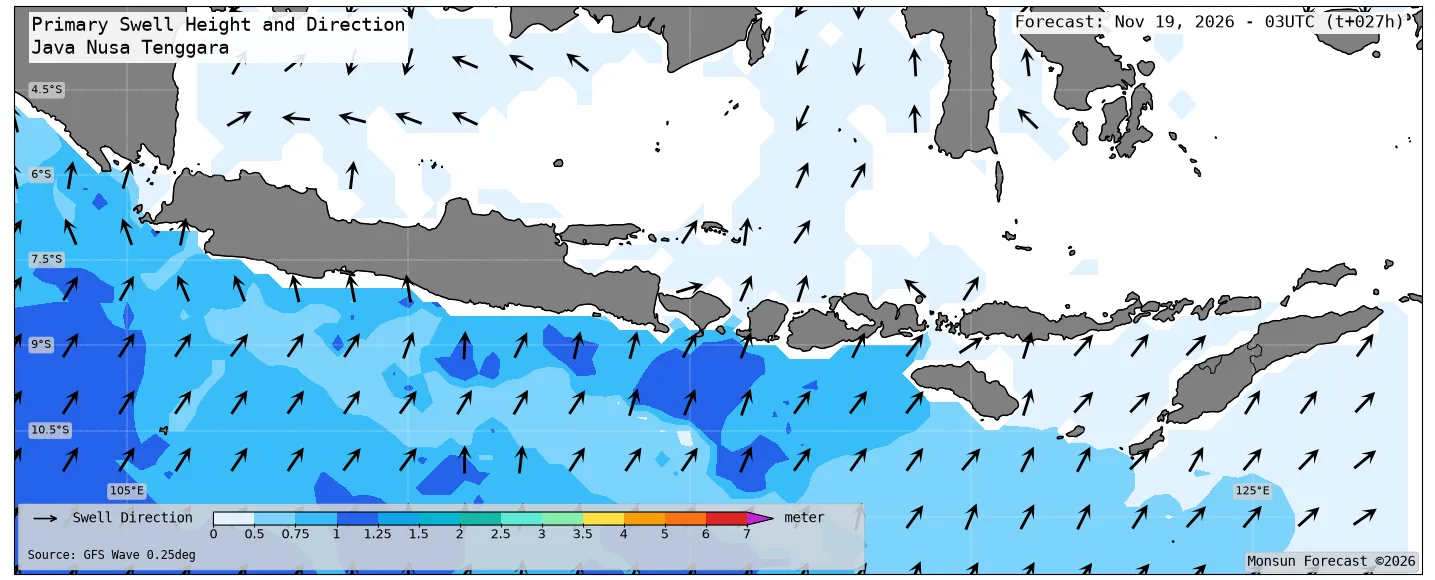 Primary Swell Height and Direction
Java Nusa Tenggara
Forecast: Nov 19, 2026 - 03UTC (t+027h)
4.5°S
6°S
7.5°S
9°S
10.5°S
105°E
125°E
Swell Direction
0 0.5 0.75 1 1.25 1.5 2 2.5 3 3.5 4 5 6 7
meter
Source: GFS Wave 0.25deg
Monsun Forecast ©2026